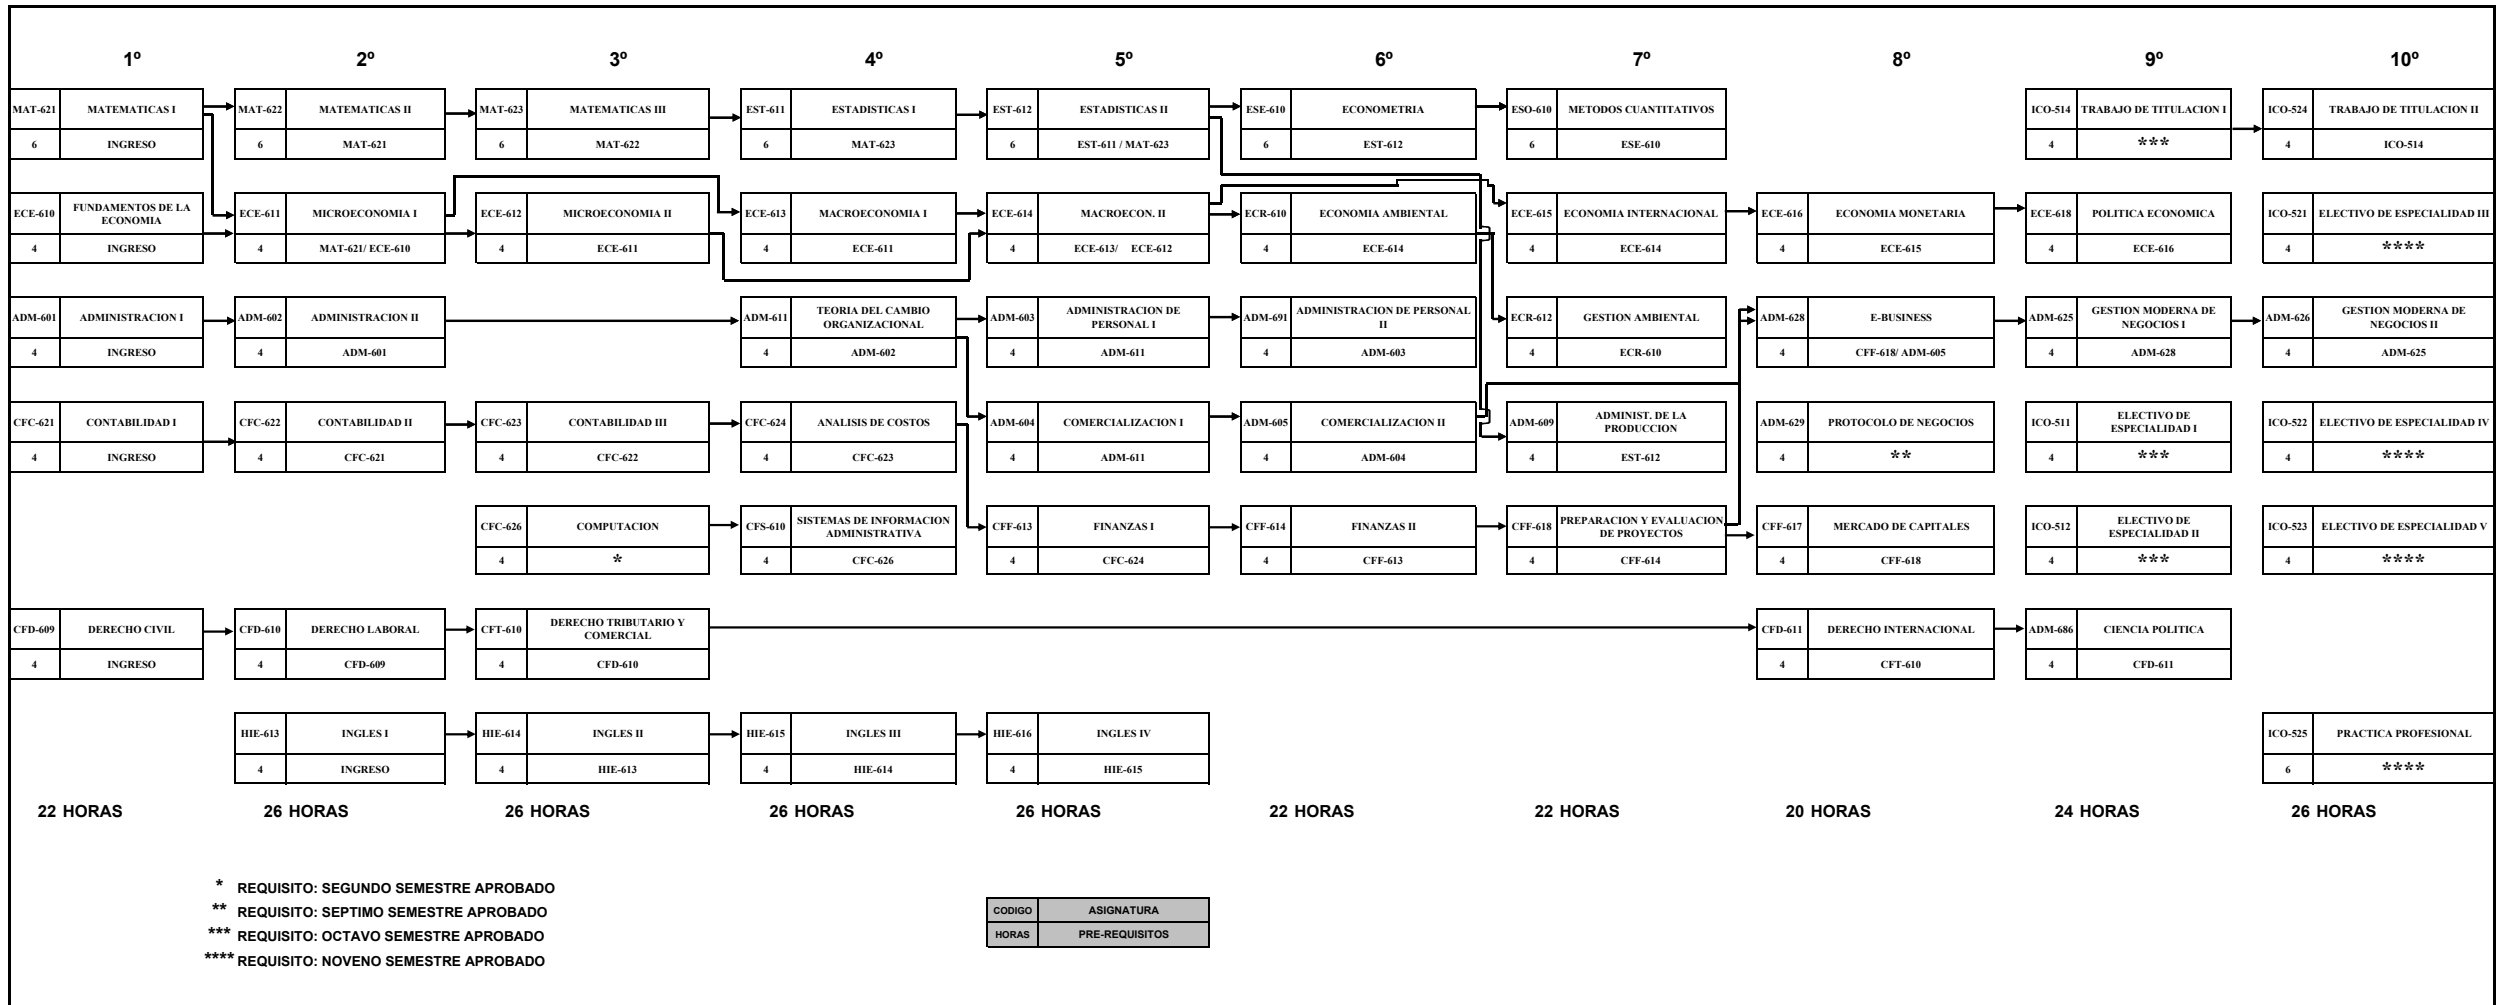 1º 2º 3º 4º 5º 6º 7º 8º 9º 10º
MAT-621 MATEMATICAS I
6 INGRESO
MAT-622 MATEMATICAS II
6 MAT-621
MAT-623 MATEMATICAS III
6 MAT-622
EST-611 ESTADISTICAS I
6 MAT-623
EST-612 ESTADISTICAS II
6 EST-611 / MAT-623
ESE-610 ECONOMETRIA
6 EST-612
ESO-610 METODOS CUANTITATIVOS
6 ESE-610
ICO-514 TRABAJO DE TITULACION I
4 ***
ICO-524 TRABAJO DE TITULACION II
4 ICO-514
ECE-610 FUNDAMENTOS DE LA
ECONOMIA
4 INGRESO
ECE-611 MICROECONOMIA I
4 MAT-621/ ECE-610
ECE-612 MICROECONOMIA II
4 ECE-611
ECE-613 MACROECONOMIA I
4 ECE-611
ECE-614 MACROECON. II
4 ECE-613/ ECE-612
ECR-610 ECONOMIA AMBIENTAL
4 ECE-614
ECE-615 ECONOMIA INTERNACIONAL
4 ECE-614
ECE-616 ECONOMIA MONETARIA
4 ECE-615
ECE-618 POLITICA ECONOMICA
4 ECE-616
ICO-521 ELECTIVO DE ESPECIALIDAD III
4 ****
ADM-601 ADMINISTRACION I
4 INGRESO
ADM-602 ADMINISTRACION II
4 ADM-601
ADM-611 TEORIA DEL CAMBIO
ORGANIZACIONAL
4 ADM-602
ADM-603 ADMINISTRACION DE
PERSONAL I
4 ADM-611
ADM-691 ADMINISTRACION DE PERSONAL
II
4 ADM-603
ECR-612 GESTION AMBIENTAL
4 ECR-610
ADM-628 E-BUSINESS
4 CFF-618/ ADM-605
ADM-625 GESTION MODERNA DE
NEGOCIOS I
4 ADM-628
ADM-626 GESTION MODERNA DE
NEGOCIOS II
4 ADM-625
CFC-621 CONTABILIDAD I
4 INGRESO
CFC-622 CONTABILIDAD II
4 CFC-621
CFC-623 CONTABILIDAD III
4 CFC-622
CFC-624 ANALISIS DE COSTOS
4 CFC-623
ADM-604 COMERCIALIZACION I
4 ADM-611
ADM-605 COMERCIALIZACION II
4 ADM-604
ADM-609 ADMINIST. DE LA
PRODUCCION
4 EST-612
ADM-629 PROTOCOLO DE NEGOCIOS
4 **
ICO-511 ELECTIVO DE
ESPECIALIDAD I
4 ***
ICO-522 ELECTIVO DE ESPECIALIDAD IV
4 ****
CFC-626 COMPUTACION
4 *
CFS-610 SISTEMAS DE INFORMACION
ADMINISTRATIVA
4 CFC-626
CFF-613 FINANZAS I
4 CFC-624
CFF-614 FINANZAS II
4 CFF-613
CFF-618 PREPARACION Y EVALUACION
DE PROYECTOS
4 CFF-614
CFF-617 MERCADO DE CAPITALES
4 CFF-618
ICO-512 ELECTIVO DE
ESPECIALIDAD II
4 ***
ICO-523 ELECTIVO DE ESPECIALIDAD V
4 ****
CFD-609 DERECHO CIVIL
4 INGRESO
CFD-610 DERECHO LABORAL
4 CFD-609
CFT-610 DERECHO TRIBUTARIO Y
COMERCIAL
4 CFD-610
CFD-611 DERECHO INTERNACIONAL
4 CFT-610
ADM-686 CIENCIA POLITICA
4 CFD-611
HIE-613 INGLES I
4 INGRESO
HIE-614 INGLES II
4 HIE-613
HIE-615 INGLES III
4 HIE-614
HIE-616 INGLES IV
4 HIE-615
ICO-525 PRACTICA PROFESIONAL
6 ****
22 HORAS 26 HORAS 26 HORAS 26 HORAS 26 HORAS 22 HORAS 22 HORAS 20 HORAS 24 HORAS 26 HORAS
* REQUISITO: SEGUNDO SEMESTRE APROBADO
** REQUISITO: SEPTIMO SEMESTRE APROBADO
*** REQUISITO: OCTAVO SEMESTRE APROBADO
**** REQUISITO: NOVENO SEMESTRE APROBADO
CODIGO ASIGNATURA
HORAS PRE-REQUISITOS